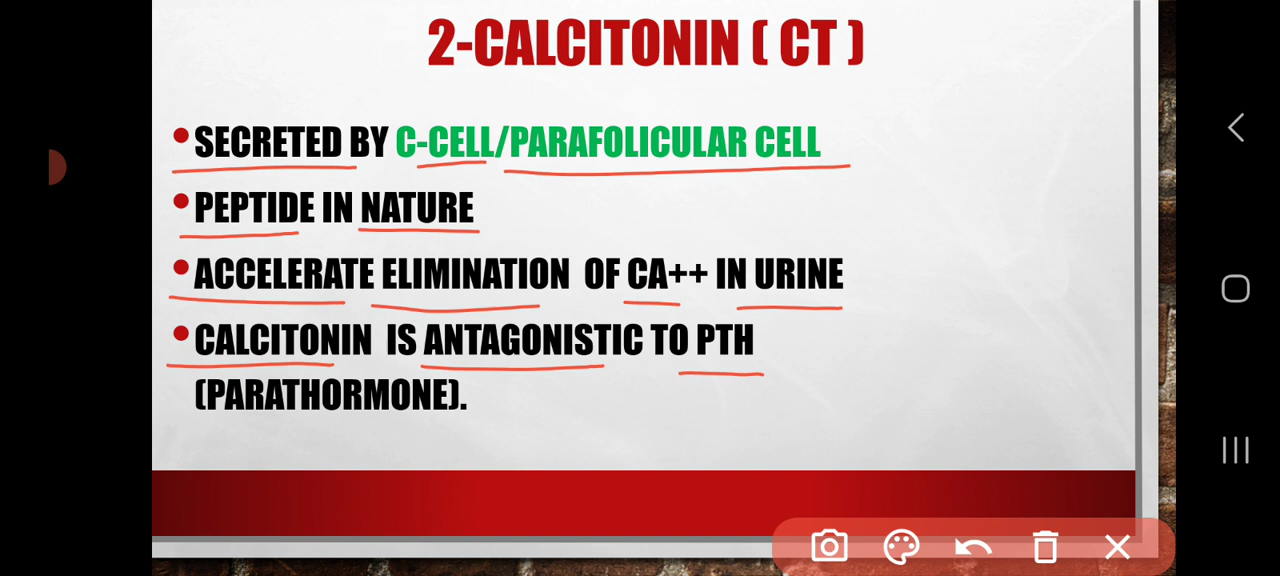 2-CALCITONIN ( CT )
•SECRETED BY C-CELL/PARAFOLICULAR CELL
•PEPTIDE IN NATURE
•ACCELERATE ELIMINATION OF CA++ IN URINE
•CALCITONIN IS ANTAGONISTIC TO PTH
(PARATHORMONE).